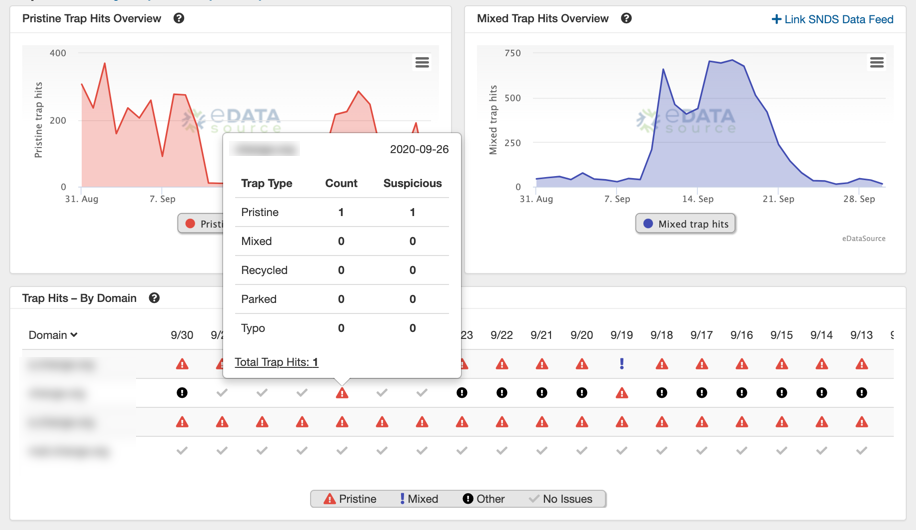 Pristine Trap Hits Overview ?
Mixed Trap Hits Overview ?
+ Link SNDS Data Feed
400
200
0
Pristine trap hits
31. Aug
7. Sep
eDATA
source
Pristi
750
500
250
0
Mixed trap hits
eDATA
source
31. Aug
7. Sep
14. Sep
21. Sep
28. Sep
Mixed trap hits
eDataSource
2020-09-26
Trap Type Count Suspicious
Pristine 1 1
Mixed 0 0
Recycled 0 0
Parked 0 0
Typo 0 0
Total Trap Hits: 1
Trap Hits – By Domain ?
Domain 9/30 9/2 23 9/22 9/21 9/20 9/19 9/18 9/17 9/16 9/15 9/14 9/13
Pristine Mixed Other No Issues